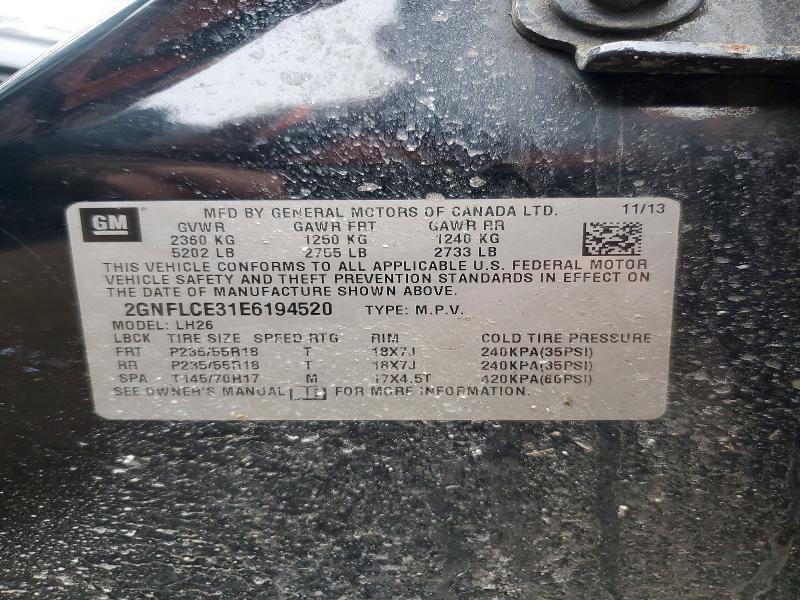 GM MFD BY GENERAL MOTORS OF CANADA LTD. 11/13
GVWR GAWR FRT GAWR RR
2360 KG 1250 KG 1240 KG
5202 LB 2755 LB 2733 LB
THIS VEHICLE CONFORMS TO ALL APPLICABLE U.S. FEDERAL MOTOR
VEHICLE SAFETY AND THEFT PREVENTION STANDARDS IN EFFECT ON
THE DATE OF MANUFACTURE SHOWN ABOVE.
2GNFLCE31E6194520 TYPE: M.P.V.
MODEL: LH26
LBCK TIRE SIZE SPEED RTG RIM COLD TIRE PRESSURE
FRT P235/55R18 T 18X7J 240KPA(35PSI)
RR P235/55R18 T 18X7J 240KPA(35PSI)
SPA T145/70R17 M 17X4.5T 420KPA(60PSI)
SEE OWNER'S MANUAL FOR MORE INFORMATION.